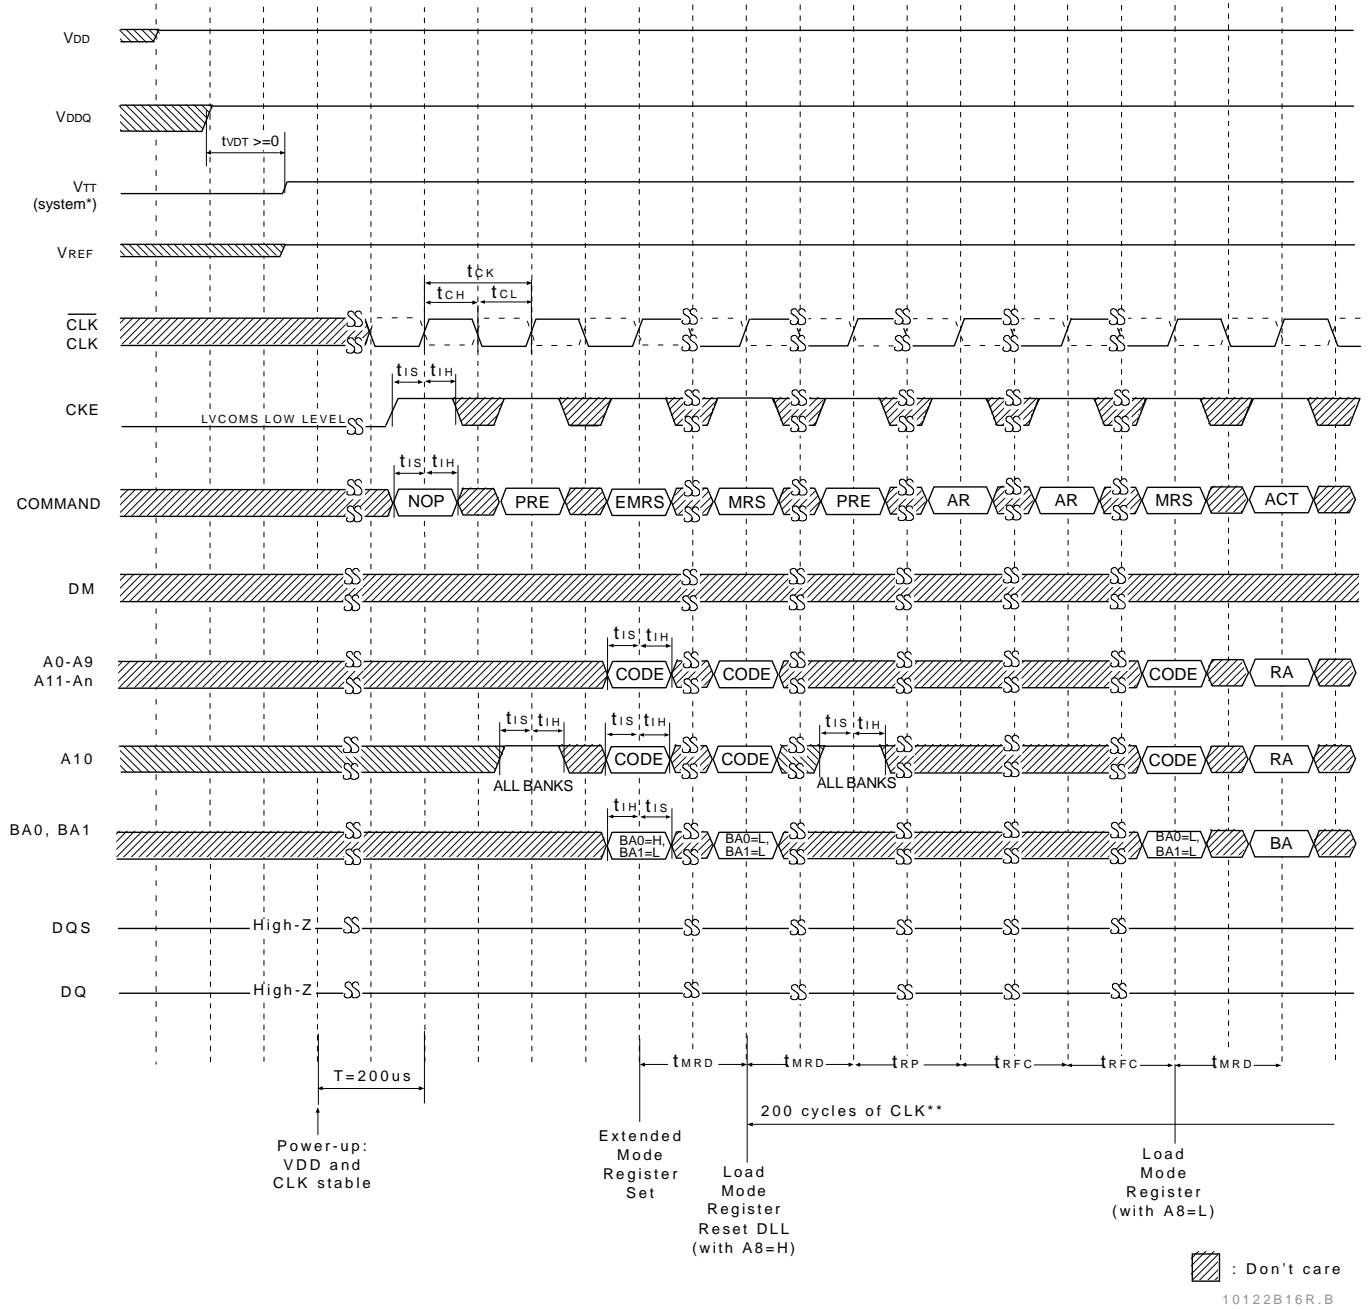 VDD
VDDQ
tVDT >=0
VTT
(system*)
VREF
tCK
tCH tCL
CLK
CLK
tIS tIH
CKE
LVCOMS LOW LEVEL
tIS tIH
COMMAND NOP PRE EMRS MRS PRE AR AR MRS ACT
DM
tIS tIH
A0-A9
A11-An
CODE CODE CODE RA
tIS tIH tIS tIH tIS tIH
A10 CODE CODE CODE RA
ALL BANKS ALL BANKS
tIH tIS
BA0, BA1
BA0=H, BA0=L, BA0=L,
BA1=L BA1=L BA1=L
BA
DQS High-Z
DQ High-Z
tMRD tMRD tRP tRFC tRFC tMRD
T=200us
200 cycles of CLK**
Power-up:
VDD and
CLK stable
Extended
Mode
Register
Set
Load
Mode
Register
Reset DLL
(with A8=H)
Load
Mode
Register
(with A8=L)
: Don't care
10122B16R.B